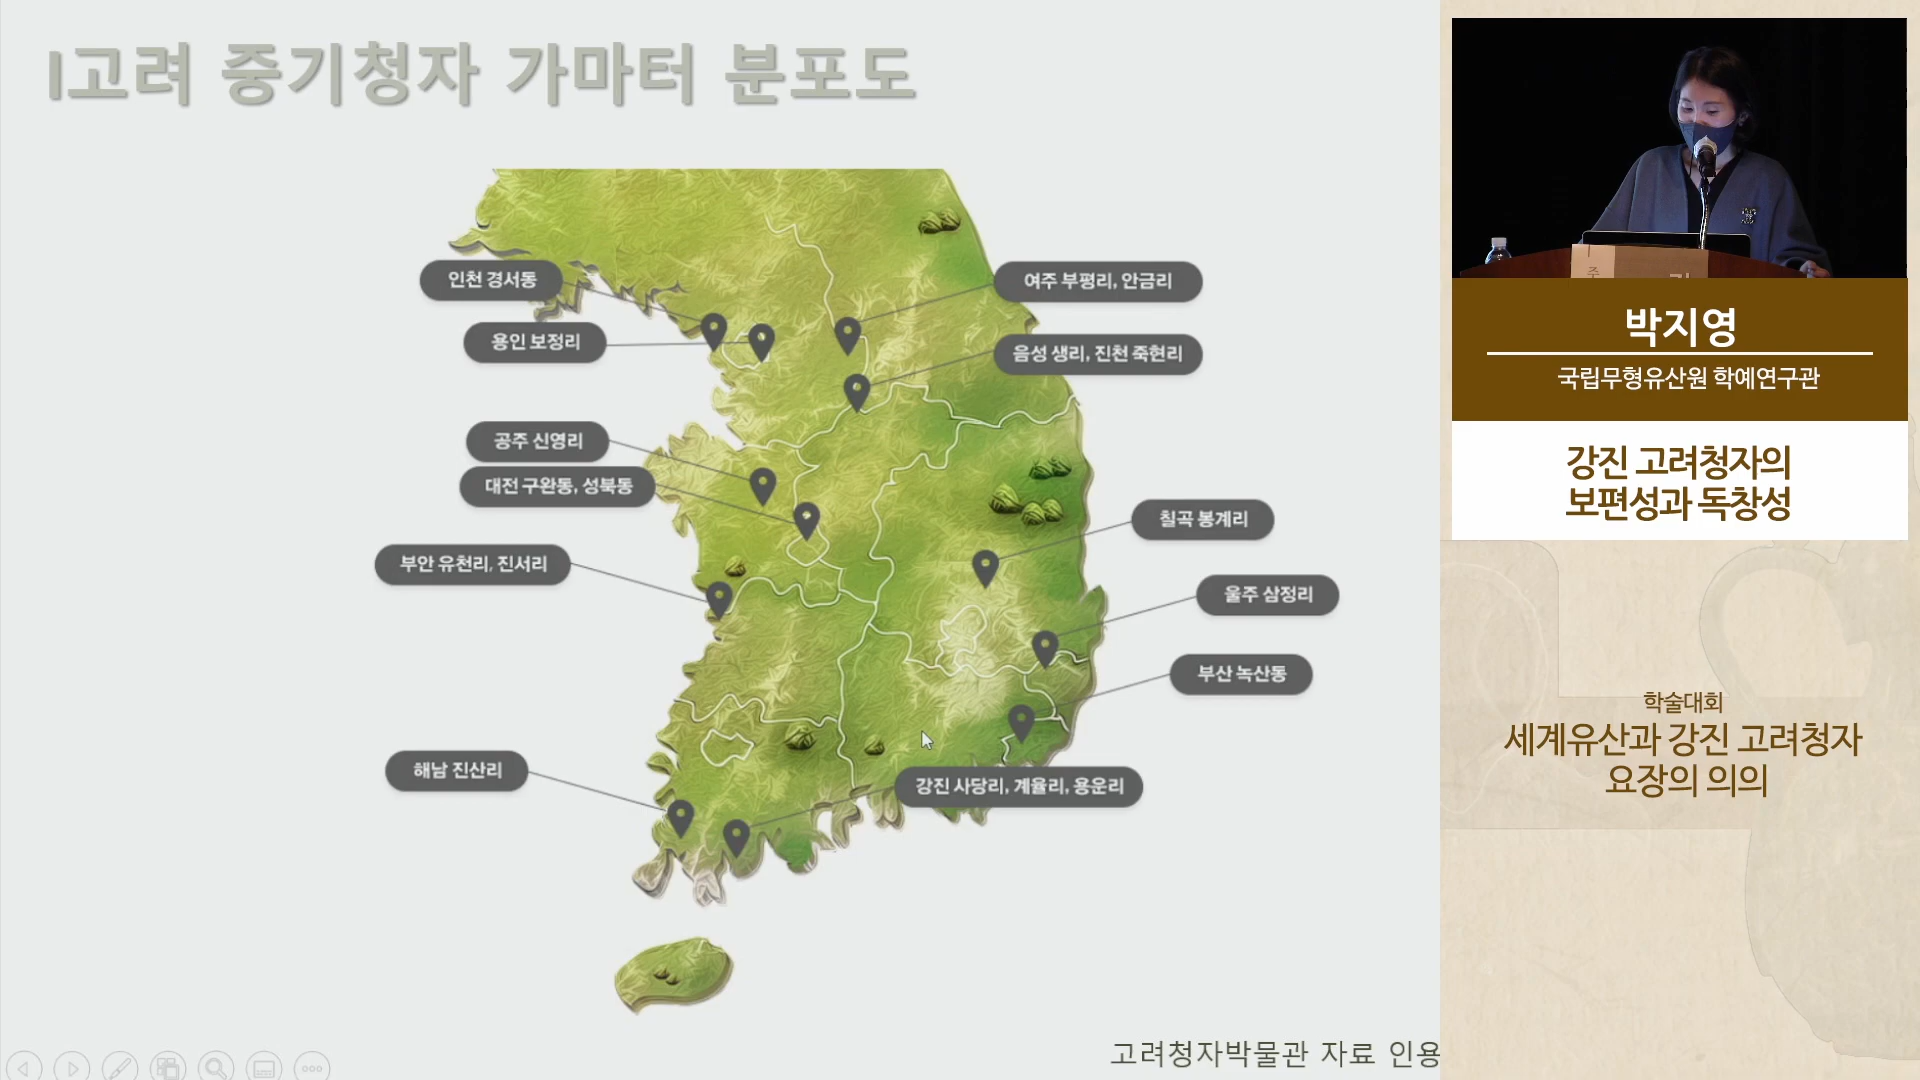 고려 중기청자 가마터 분포도
인천 경서동
용인 보정리
여주 부평리, 안금리
음성 생리, 진천 죽현리
공주 신영리
대전 구완동, 성북동
칠곡 봉계리
부안 유천리, 진서리
울주 삼정리
부산 녹산동
해남 진산리
강진 사당리, 계율리, 용운리
고려청자박물관 자료 인용
박지영
국립무형유산원 학예연구관
강진 고려청자의
보편성과 독창성
학술대회
세계유산과 강진 고려청자
요장의 의의